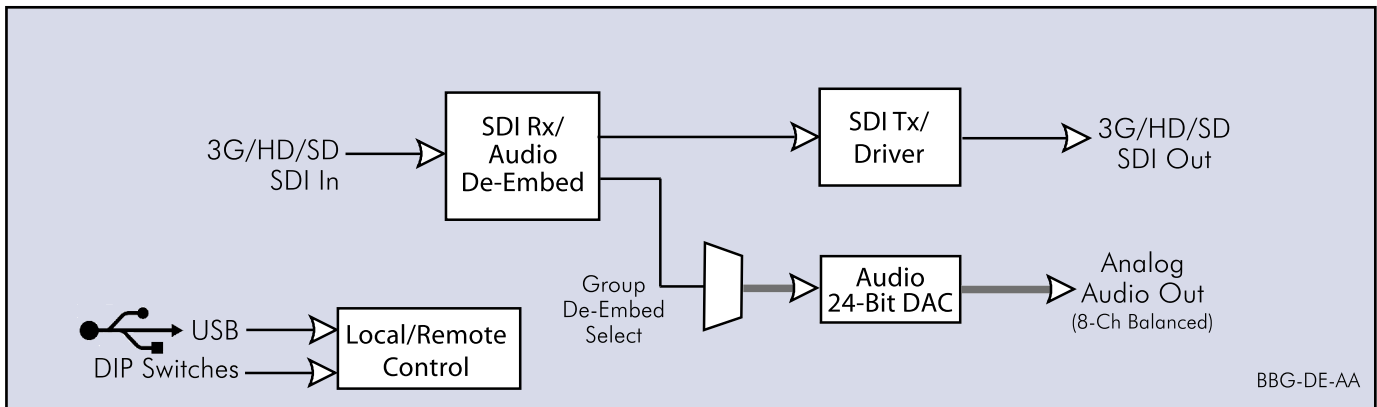 3G/HD/SD
SDI In
SDI Rx/
Audio
De-Embed
SDI Tx/
Driver
3G/HD/SD
SDI Out
Group
De-Embed
Select
Audio
24-Bit DAC
Analog
Audio Out
(8-Ch Balanced)
USB
DIP Switches
Local/Remote
Control
BBG-DE-AA